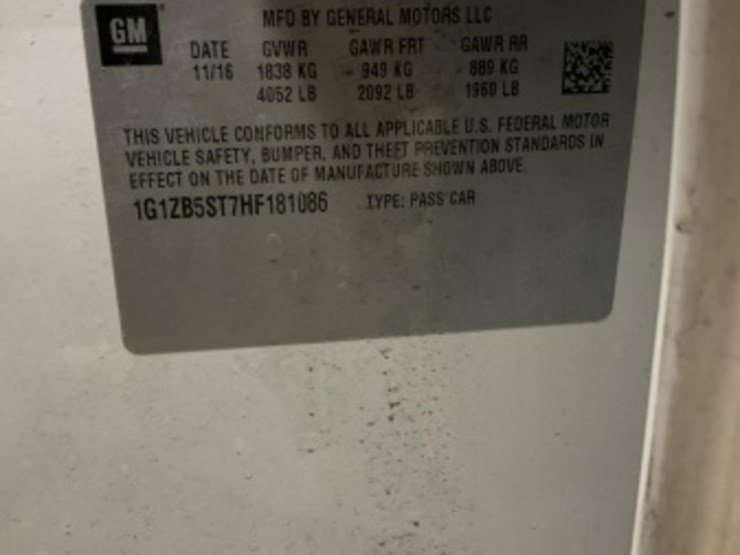 GM
MFD BY GENERAL MOTORS LLC
DATE GVWR GAWR FRT GAWR RR
11/16 1838 KG 949 KG 889 KG
4052 LB 2092 LB 1960 LB
THIS VEHICLE CONFORMS TO ALL APPLICABLE U.S. FEDERAL MOTOR
VEHICLE SAFETY, BUMPER, AND THEFT PREVENTION STANDARDS IN
EFFECT ON THE DATE OF MANUFACTURE SHOWN ABOVE.
1G1ZB5ST7HF181086 TYPE: PASS CAR